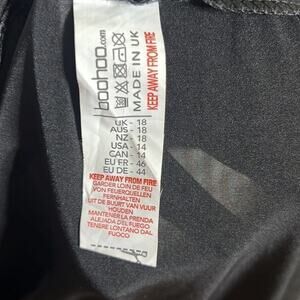 boohoo.com
MADE IN UK
KEEP AWAY FROM FIRE
UK - 18
AUS - 18
NZ - 18
USA - 14
CAN - 14
EU FR - 46
EU DE - 44
KEEP AWAY FROM FIRE
GARDER LOIN DE FEU
VON FEUERQUELLEN
FERNHALTEN
UIT DE BUURT VAN VUUR
HOUDEN
MANTENER LA PRENDA
ALEJADA DEL FUEGO
TENERE LONTANO DAL
FUOCO